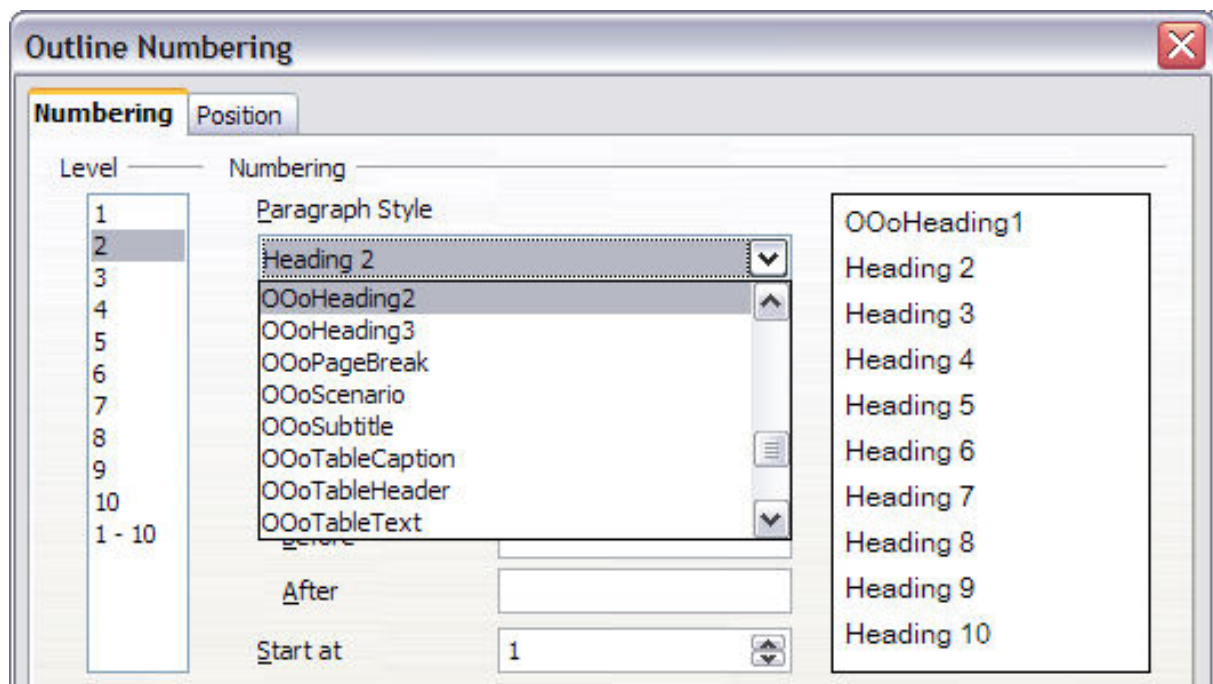 Outline Numbering
Numbering
Position
Level
Numbering
1
2
3
4
5
6
7
8
9
10
1 - 10
Paragraph Style
Heading 2
OOoHeading2
OOoHeading3
OOoPageBreak
OOoScenario
OOoSubtitle
OOoTableCaption
OOoTableHeader
OOoTableText
Before
After
Start at
1
OOoHeading1
Heading 2
Heading 3
Heading 4
Heading 5
Heading 6
Heading 7
Heading 8
Heading 9
Heading 10